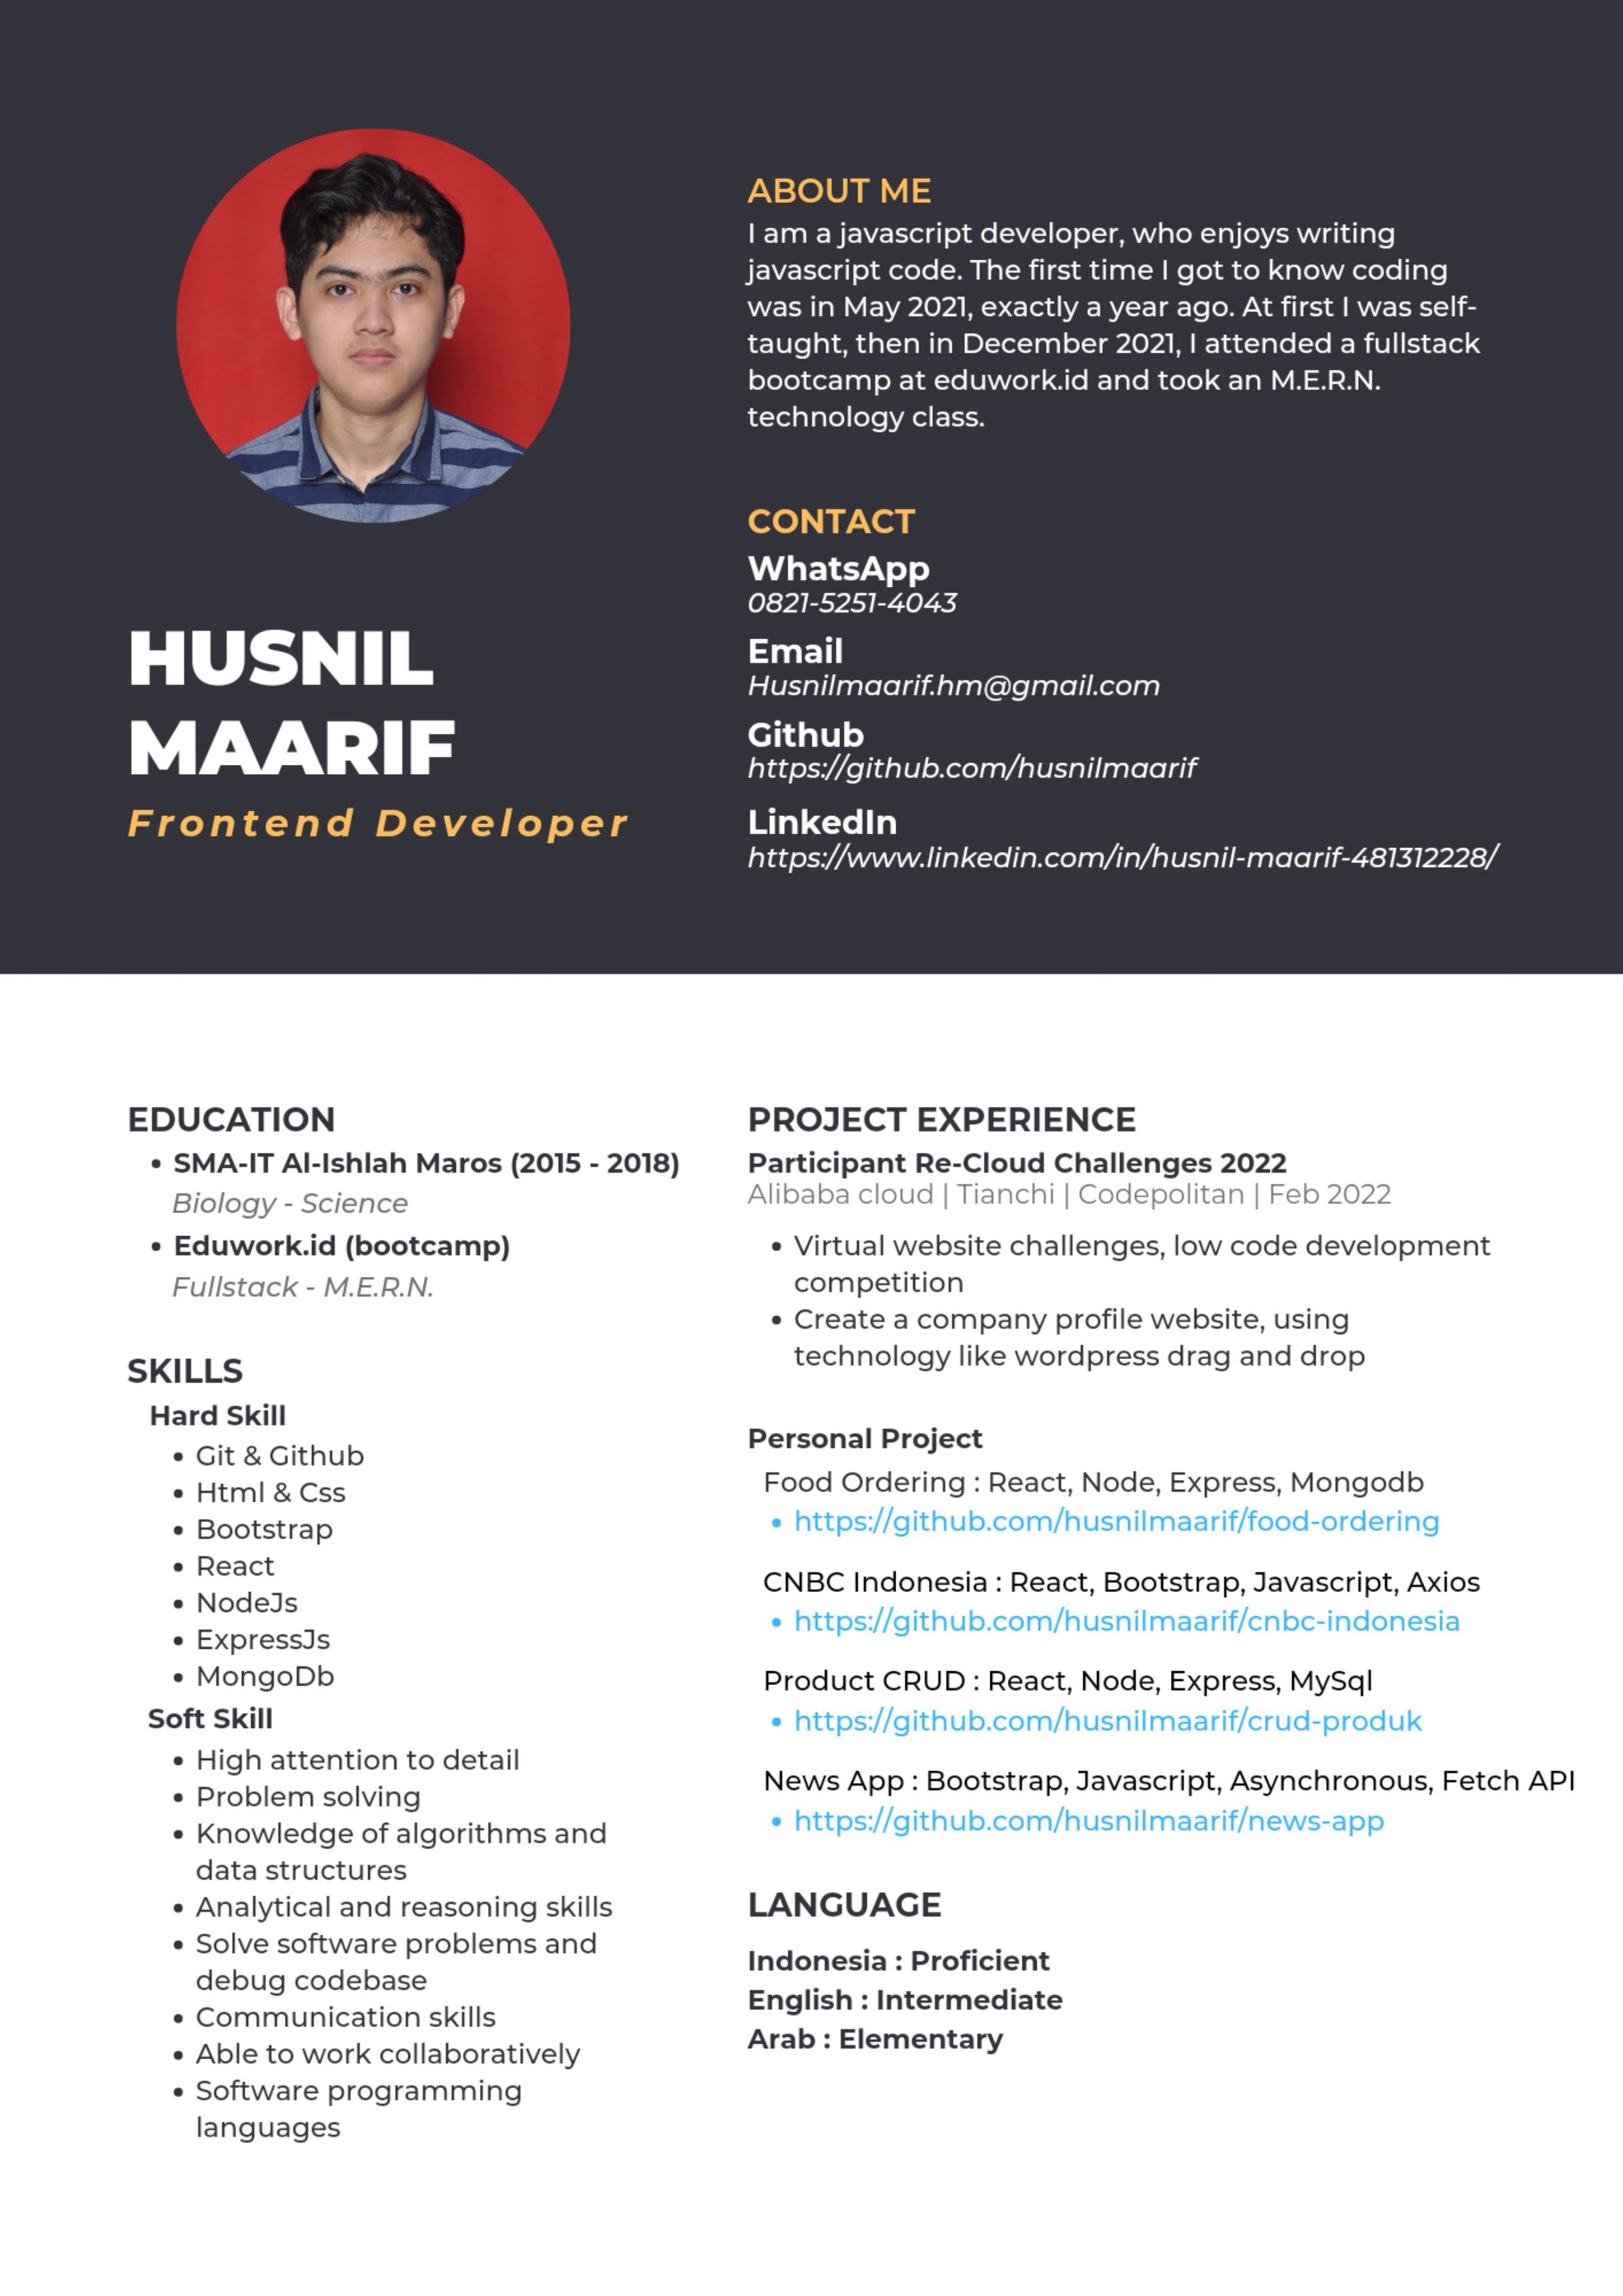 HUSNIL
MAARIF
Frontend Developer
ABOUT ME
I am a javascript developer, who enjoys writing
javascript code. The first time I got to know coding
was in May 2021, exactly a year ago. At first I was self-
taught, then in December 2021, I attended a fullstack
bootcamp at eduwork.id and took an M.E.R.N.
technology class.
CONTACT
WhatsApp
0821-5251-4043
Email
Husnilmaarif.hm@gmail.com
Github
https://github.com/husnilmaarif
LinkedIn
https://www.linkedin.com/in/husnil-maarif-481312228/
EDUCATION
• SMA-IT Al-Ishlah Maros (2015 - 2018)
Biology - Science
• Eduwork.id (bootcamp)
Fullstack - M.E.R.N.
SKILLS
Hard Skill
• Git & Github
• Html & Css
• Bootstrap
• React
• NodeJs
• ExpressJs
• MongoDb
Soft Skill
• High attention to detail
• Problem solving
• Knowledge of algorithms and
data structures
• Analytical and reasoning skills
• Solve software problems and
debug codebase
• Communication skills
• Able to work collaboratively
• Software programming
languages
PROJECT EXPERIENCE
Participant Re-Cloud Challenges 2022
Alibaba cloud | Tianchi | Codepolitan | Feb 2022
• Virtual website challenges, low code development
competition
• Create a company profile website, using
technology like wordpress drag and drop
Personal Project
Food Ordering : React, Node, Express, Mongodb
• https://github.com/husnilmaarif/food-ordering
CNBC Indonesia : React, Bootstrap, Javascript, Axios
• https://github.com/husnilmaarif/cnbc-indonesia
Product CRUD : React, Node, Express, MySql
• https://github.com/husnilmaarif/crud-produk
News App : Bootstrap, Javascript, Asynchronous, Fetch API
• https://github.com/husnilmaarif/news-app
LANGUAGE
Indonesia : Proficient
English : Intermediate
Arab : Elementary